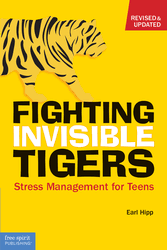 REVISED &
UPDATED
FIGHTING
INVISIBLE
TIGERS
Stress Management for Teens
Earl Hipp
free spirit
PUBLISHING®